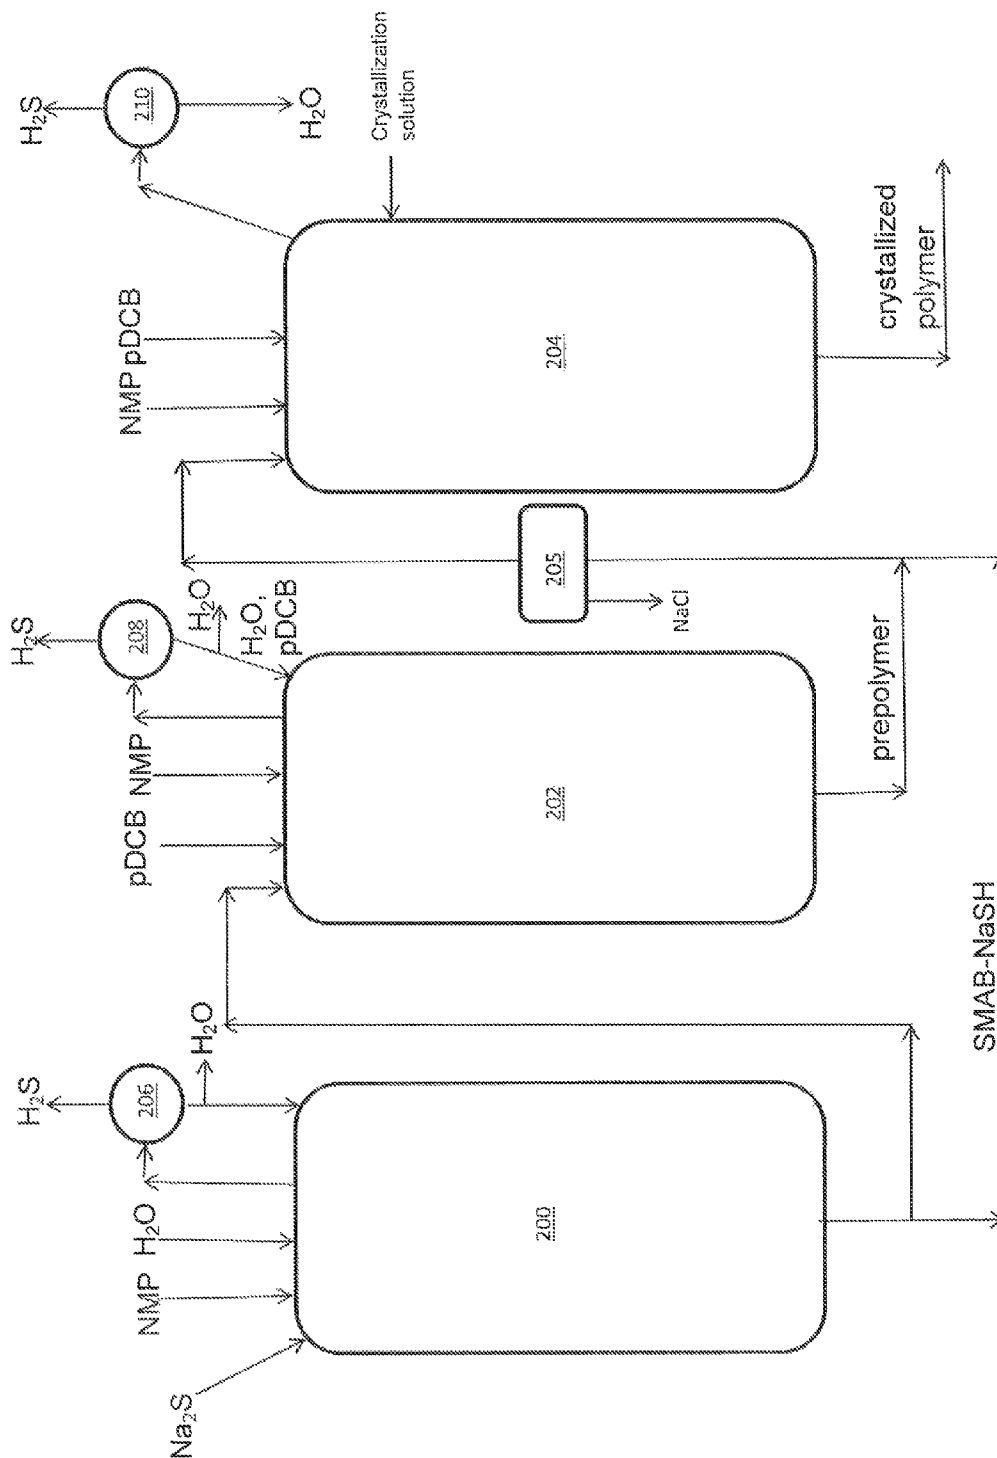 H₂S
206
NMP
H₂O
Na₂S
H₂O
200
SMAB-NaSH
H₂S
208
pDCB
NMP
H₂O
H₂O,
pDCB
202
prepolymer
205
NaCl
H₂S
210
NMP
pDCB
H₂O
Crystallization
solution
204
crystallized
polymer